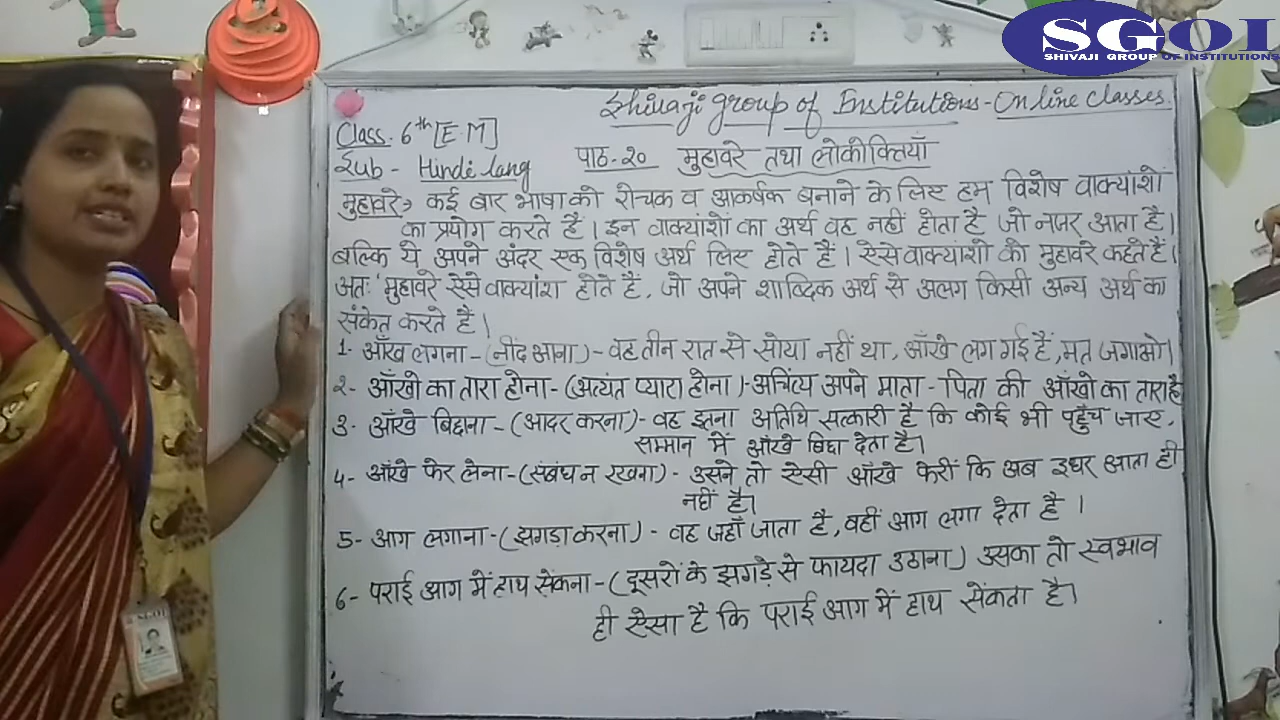 SGOI
SHIVAJI GROUP OF INSTITUTIONS
Shivaji group of Institutions - Online classes.
Class. 6th [E.M]
Sub - Hindi lang
पाठ-२० मुहावरे तथा लोकोक्तियाँ
मुहावरे:- कई बार भाषा को रोचक व आकर्षक बनाने के लिए हम विशेष वाक्यांशों
का प्रयोग करते हैं। इन वाक्यांशों का अर्थ वह नहीं होता है जो नजर आता है।
बल्कि ये अपने अंदर एक विशेष अर्थ लिए होते हैं। ऐसे वाक्यांशो को मुहावरे कहते हैं।
अतः 'मुहावरे ऐसे वाक्यांश होते हैं, जो अपने शाब्दिक अर्थ से अलग किसी अन्य अर्थ का
संकेत करते हैं।
1- आँख लगना - (नींद आना) - वह तीन रात से सोया नहीं था, आँखे लग गई हैं, मत जगाओ।
२- आँखो का तारा होना - (अत्यंत प्यारा होना) - अचिंत्य अपने माता - पिता की आँखो का तारा है
3- आँखे बिछाना - (आदर करना) - वह इतना अतिथि सत्कारी है कि कोई भी पहुँच जाए,
सम्मान में आँखे बिछा देता है।
4- आँखे फेर लेना - (संबंध न रखना) - उसने तो ऐसी आँखे फेरीं कि अब इधर आता ही
नहीं है।
5- आग लगाना - (झगड़ा करना) - वह जहाँ जाता है, वहीं आग लगा देता है ।
6- पराई आग में हाथ सेंकना - (दूसरों के झगड़े से फायदा उठाना) उसका तो स्वभाव
ही ऐसा है कि पराई आग में हाथ सेंकता है।
SGOI